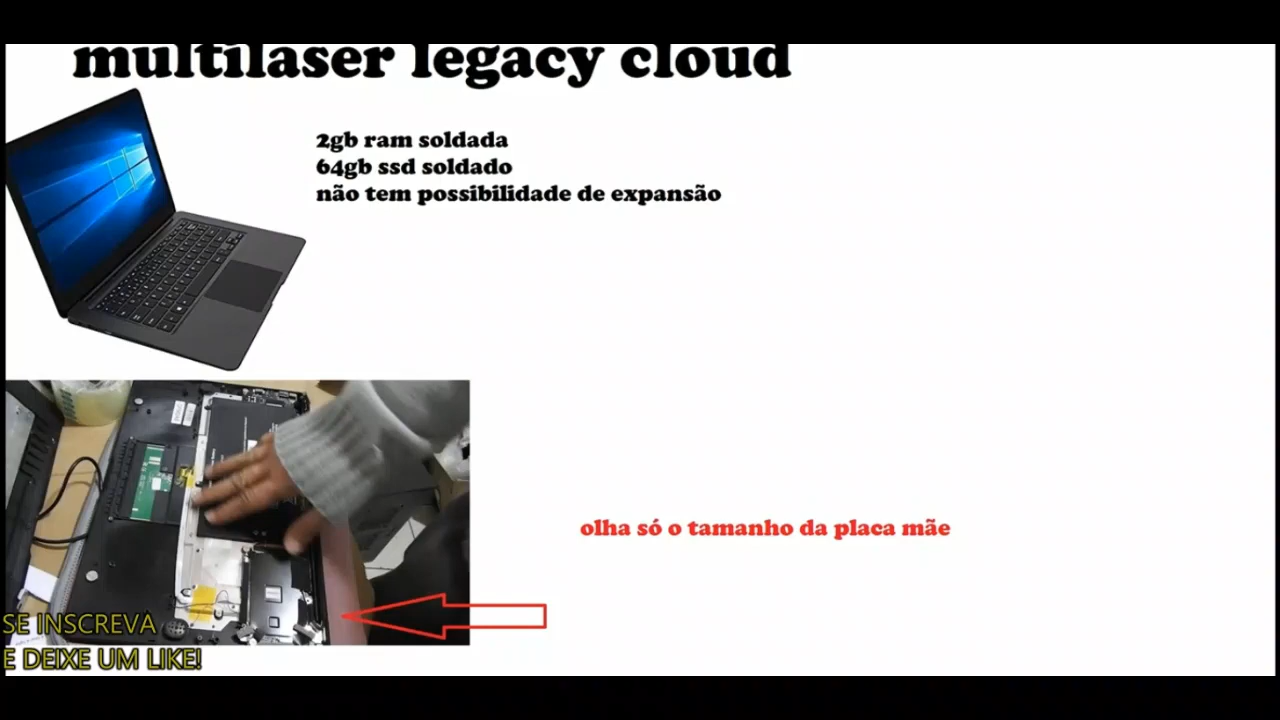 multilaser legacy cloud
2gb ram soldada
64gb ssd soldado
não tem possibilidade de expansão
olha só o tamanho da placa mãe
SE INSCREVA
E DEIXE UM LIKE!